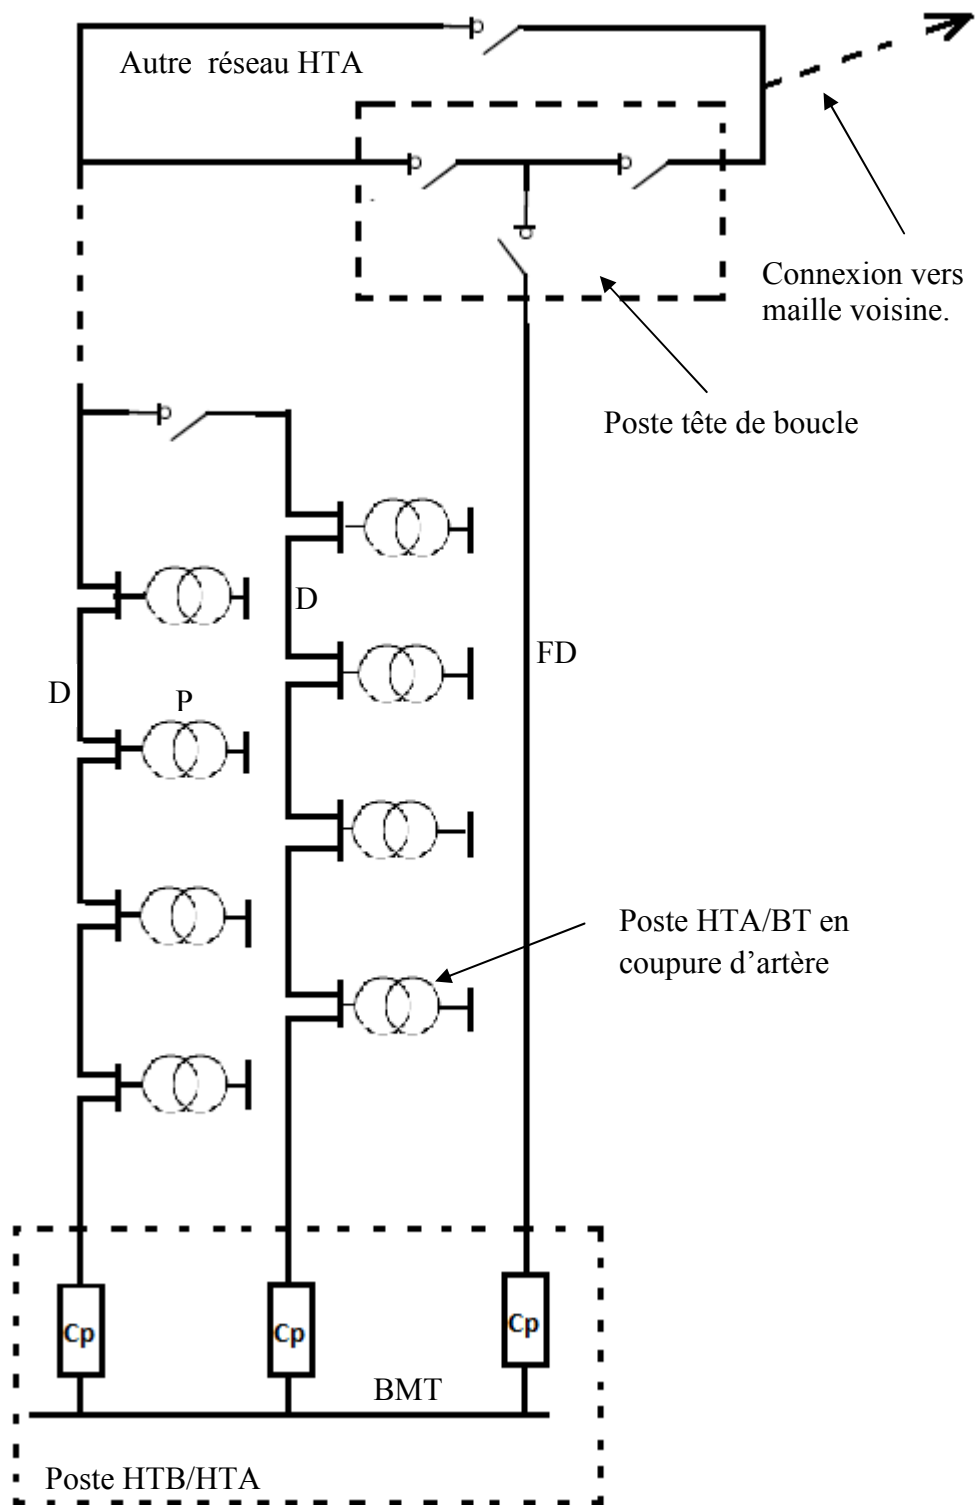 Autre réseau HTA
Connexion vers
maille voisine.
Poste tête de boucle
D
FD
D
P
Poste HTA/BT en
coupure d'artère
Cp
Cp
Cp
BMT
Poste HTB/HTA